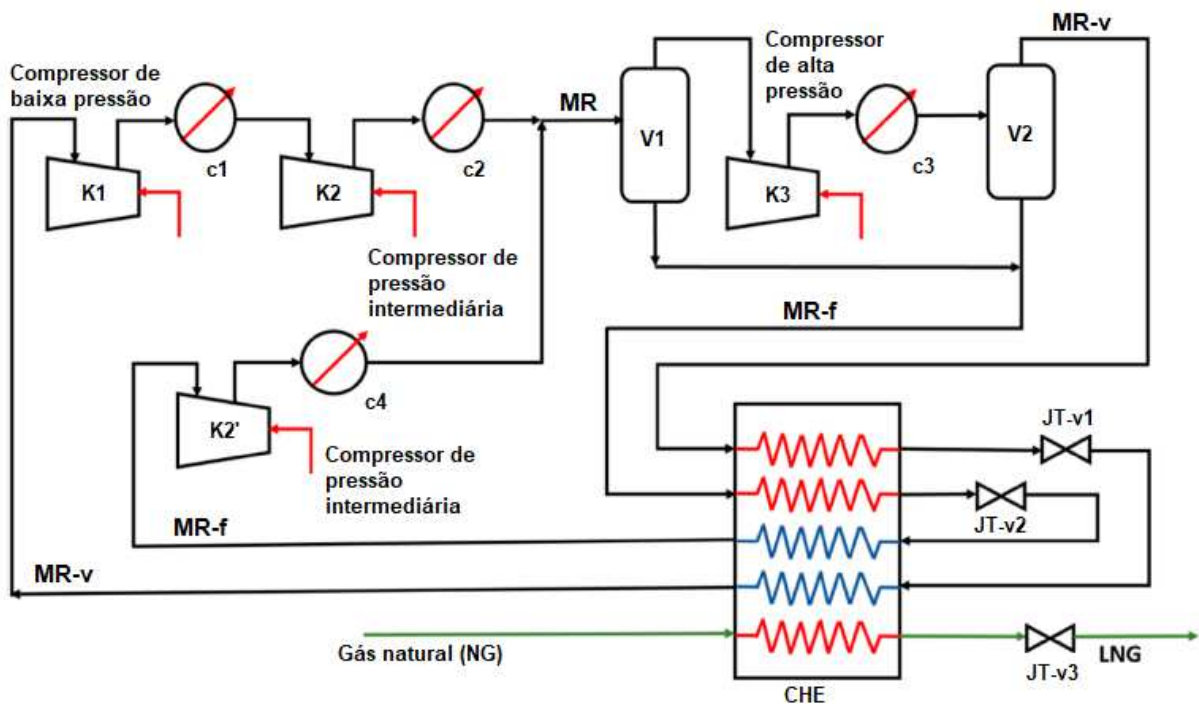 MR-v
Compressor de
baixa pressão
MR
Compressor
de alta
pressão
V1
V2
c1
c2
c3
K1
K2
K3
Compressor de
pressão
intermediária
MR-f
c4
K2'
JT-v1
Compressor de
pressão
intermediária
JT-v2
MR-f
MR-v
Gás natural (NG)
LNG
JT-v3
CHE